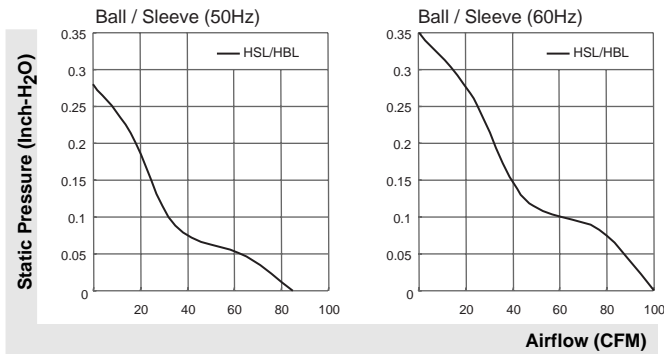 Ball / Sleeve (50Hz)
Ball / Sleeve (60Hz)
Static Pressure (Inch-H2O)
0.35
0.3
0.25
0.2
0.15
0.1
0.05
0
HSL/HBL
20 40 60 80 100
0.35
0.3
0.25
0.2
0.15
0.1
0.05
0
HSL/HBL
20 40 60 80 100
Airflow (CFM)